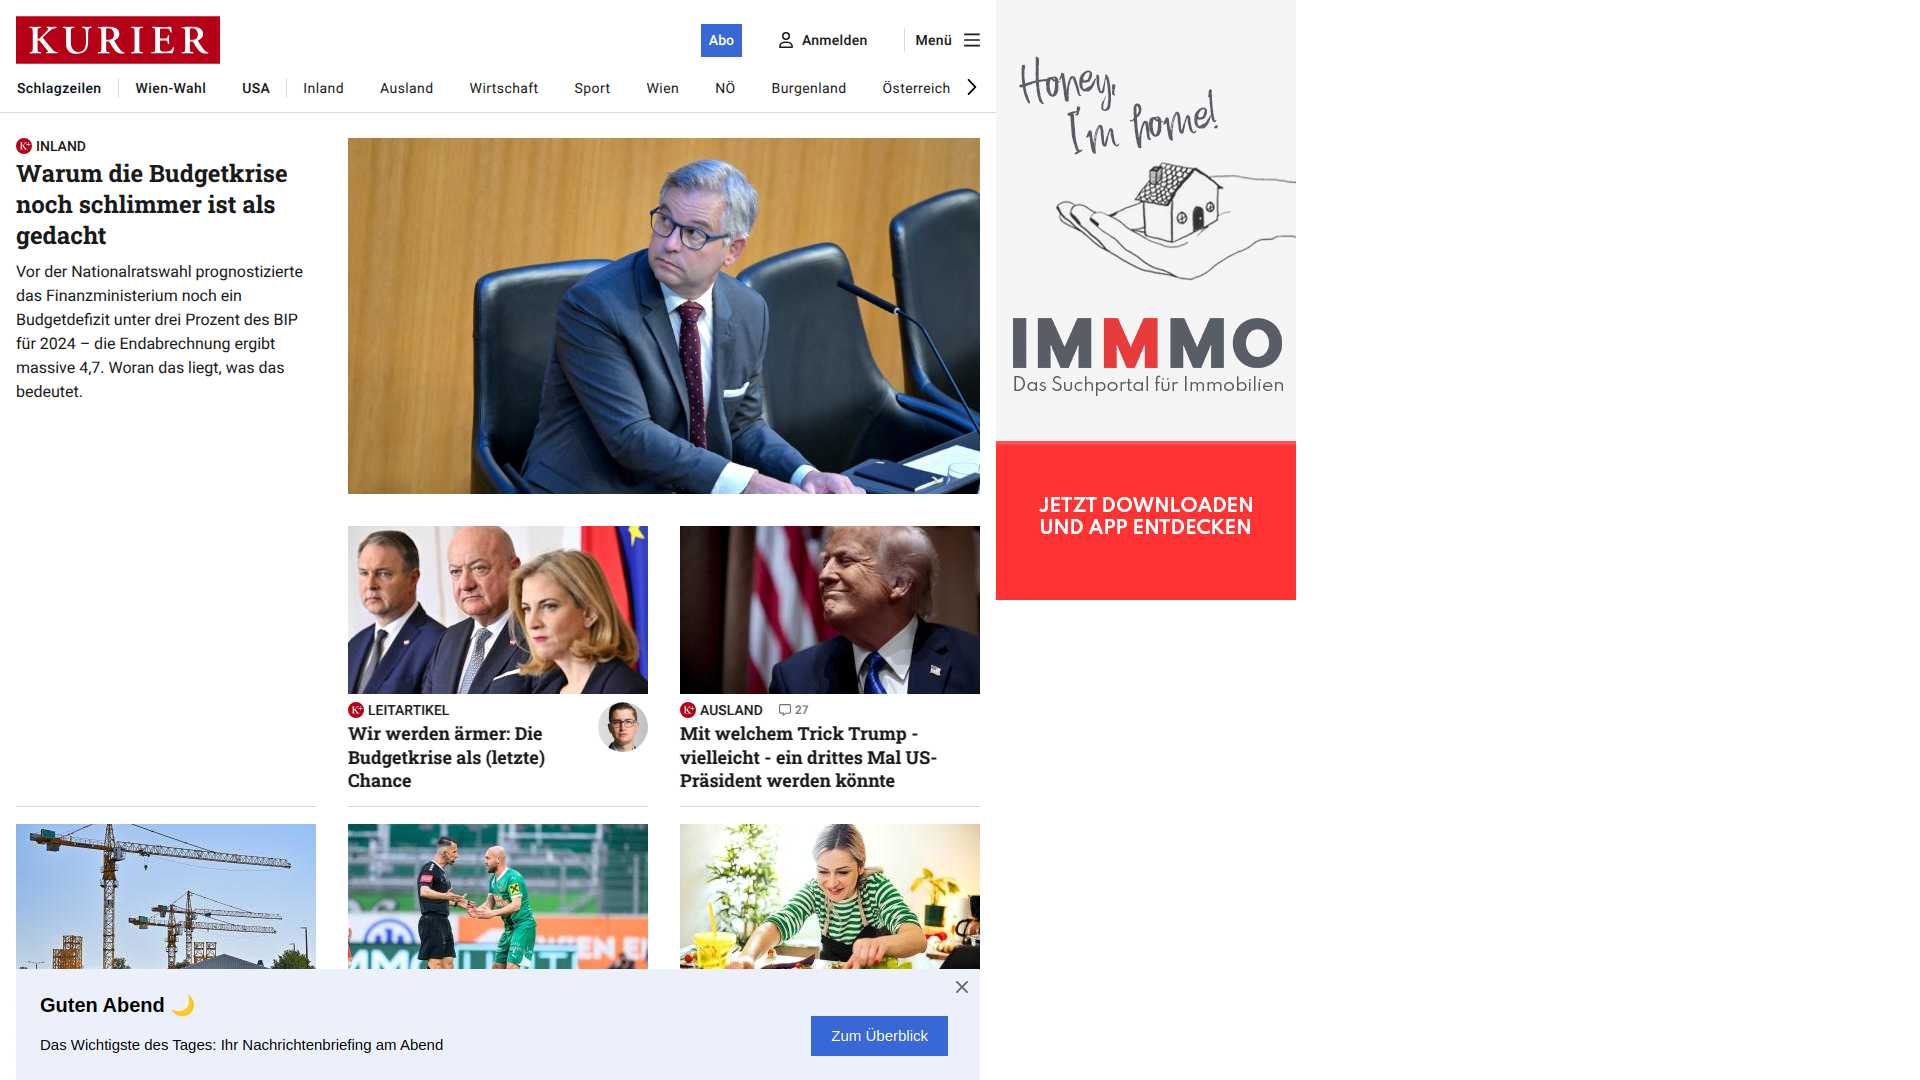 KURIER
Abo
Anmelden
Menü
Schlagzeilen
Wien-Wahl
USA
Inland
Ausland
Wirtschaft
Sport
Wien
NÖ
Burgenland
Österreich
INLAND
Warum die Budgetkrise
noch schlimmer ist als
gedacht
Vor der Nationalratswahl prognostizierte
das Finanzministerium noch ein
Budgetdefizit unter drei Prozent des BIP
für 2024 – die Endabrechnung ergibt
massive 4,7. Woran das liegt, was das
bedeutet.
LEITARTIKEL
Wir werden ärmer: Die
Budgetkrise als (letzte)
Chance
AUSLAND
27
Mit welchem Trick Trump -
vielleicht - ein drittes Mal US-
Präsident werden könnte
Guten Abend 🌙
Das Wichtigste des Tages: Ihr Nachrichtenbriefing am Abend
Zum Überblick
Honey,
I'm home!
IMMMO
Das Suchportal für Immobilien
JETZT DOWNLOADEN
UND APP ENTDECKEN